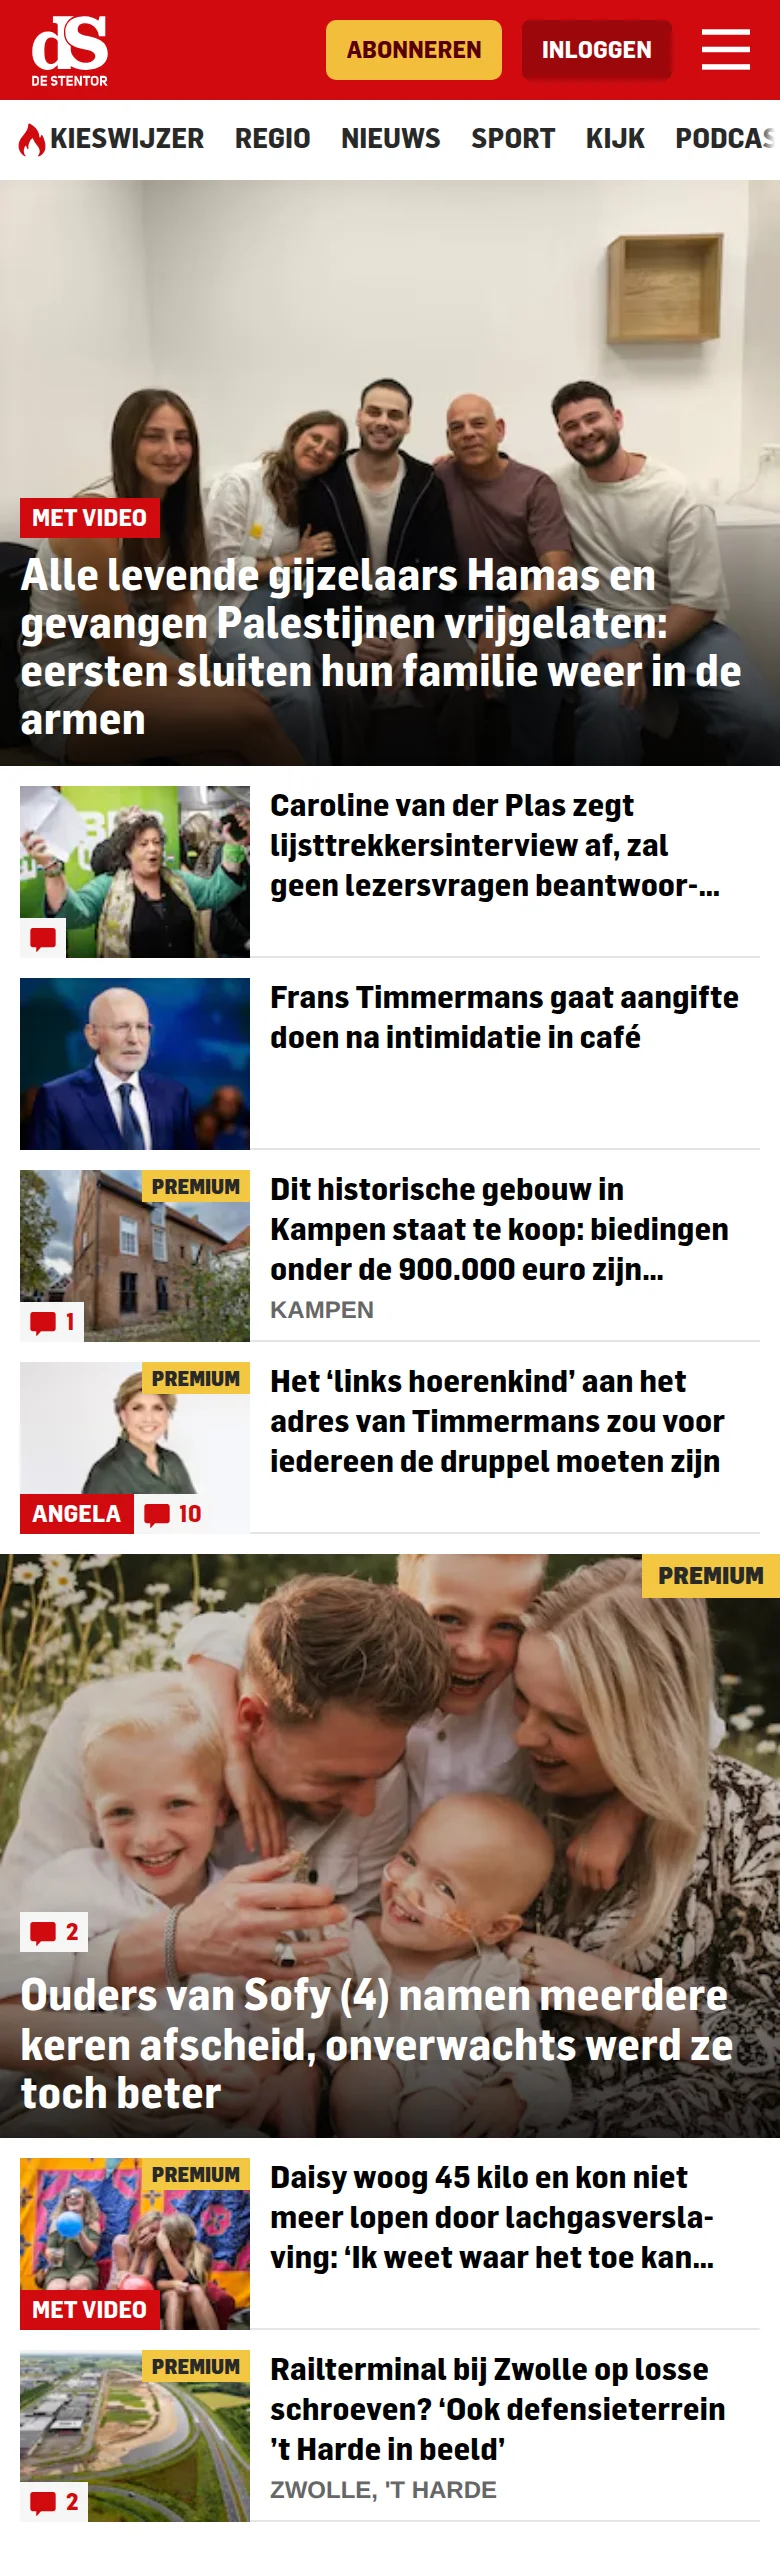 dS
DE STENTOR
ABONNEREN
INLOGGEN
KIESWIJZER REGIO NIEUWS SPORT KIJK PODCAS
MET VIDEO
Alle levende gijzelaars Hamas en
gevangen Palestijnen vrijgelaten:
eersten sluiten hun familie weer in de
armen
Caroline van der Plas zegt
lijsttrekkersinterview af, zal
geen lezersvragen beantwoor-...
Frans Timmermans gaat aangifte
doen na intimidatie in café
PREMIUM
1
Dit historische gebouw in
Kampen staat te koop: biedingen
onder de 900.000 euro zijn...
KAMPEN
PREMIUM
ANGELA
10
Het ‘links hoerenkind’ aan het
adres van Timmermans zou voor
iedereen de druppel moeten zijn
PREMIUM
2
Ouders van Sofy (4) namen meerdere
keren afscheid, onverwachts werd ze
toch beter
PREMIUM
MET VIDEO
Daisy woog 45 kilo en kon niet
meer lopen door lachgasversla-
ving: ‘Ik weet waar het toe kan...
PREMIUM
2
Railterminal bij Zwolle op losse
schroeven? ‘Ook defensieterrein
’t Harde in beeld’
ZWOLLE, 'T HARDE